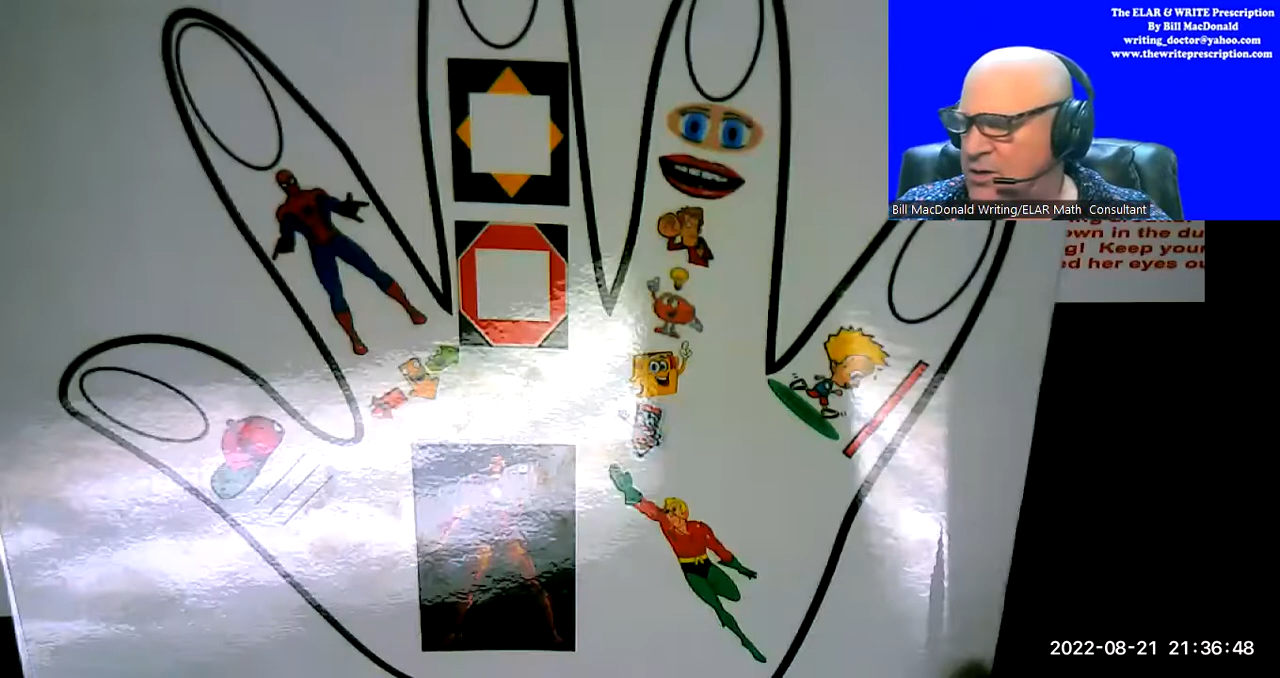 The ELAR & WRITE Prescription
By Bill MacDonald
writing_doctor@yahoo.com
www.thewriteprescription.com
Bill MacDonald Writing/ELAR Math Consultant
own in the du
g! Keep your
d her eyes ou
2022-08-21 21:36:48